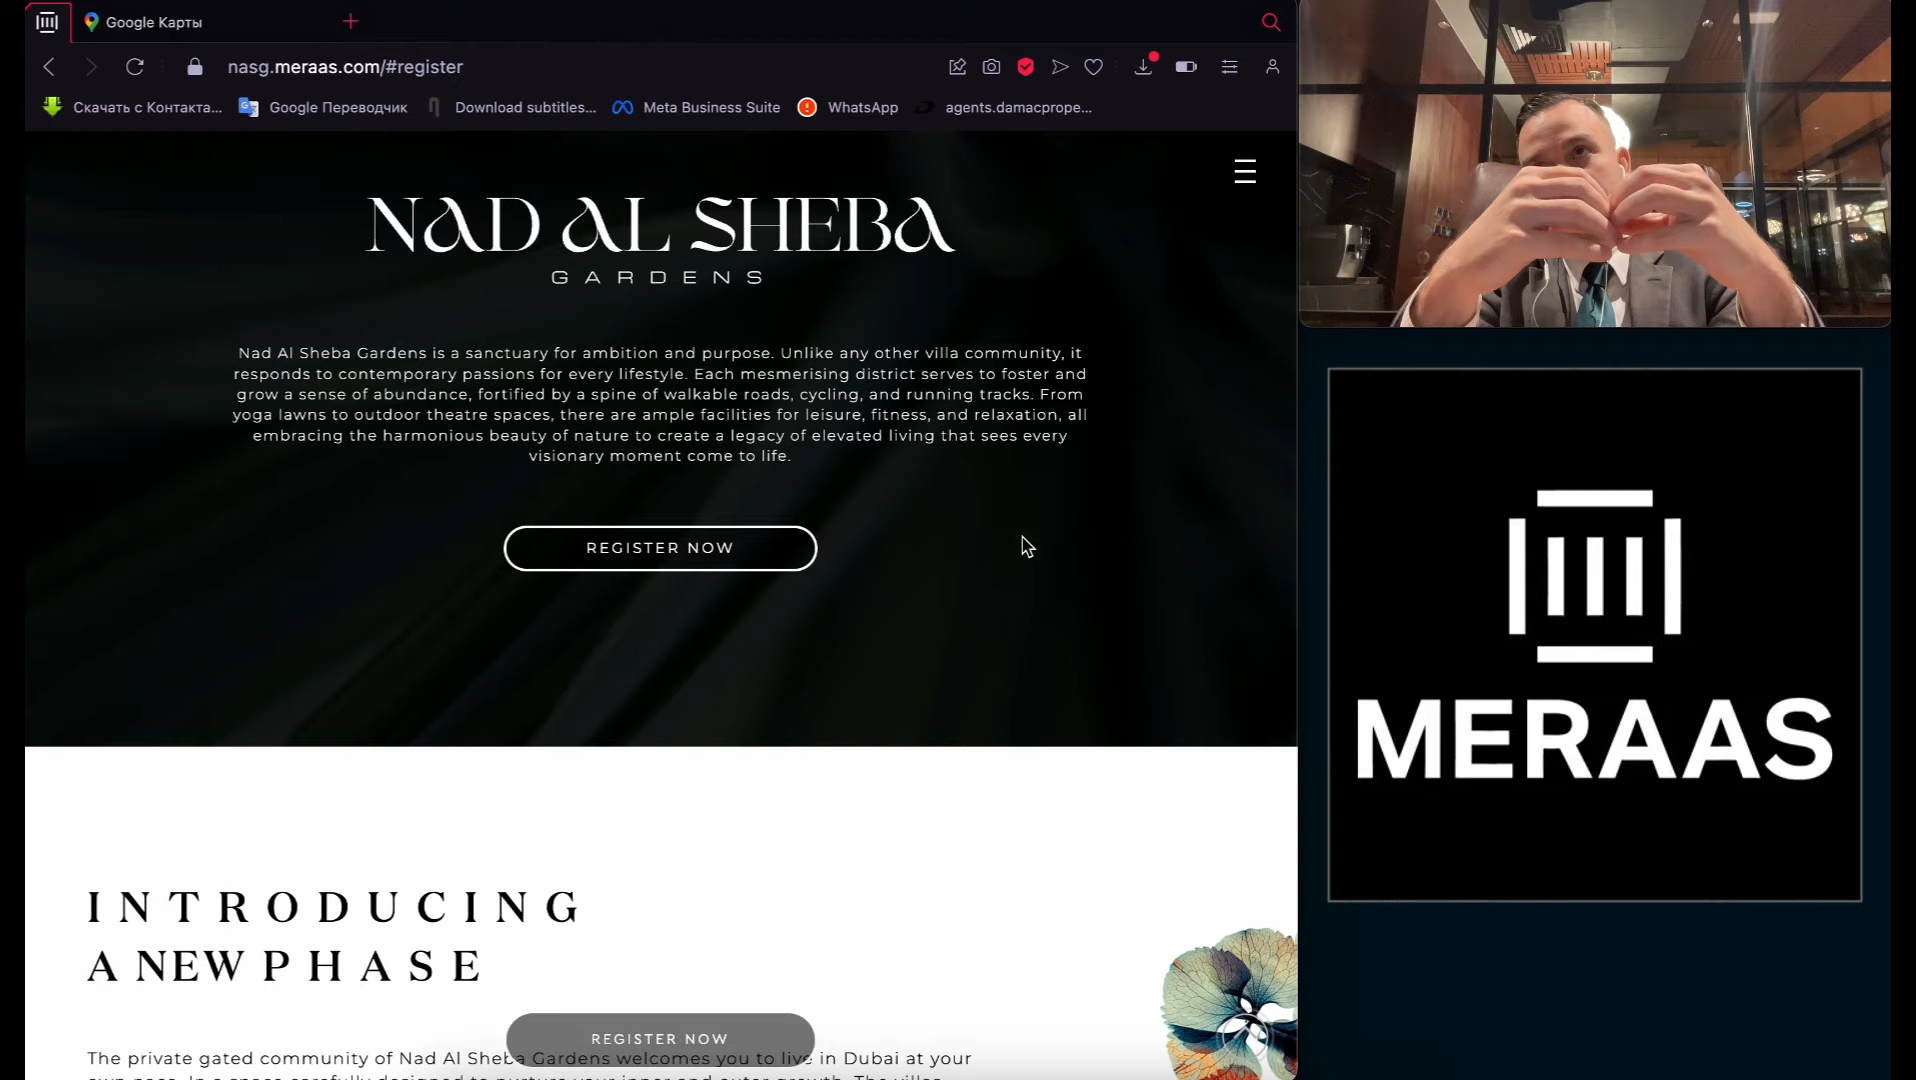 Google Карты
nasg.meraas.com/#register
Скачать с Контакта...
Google Переводчик
Download subtitles...
Meta Business Suite
WhatsApp
agents.damacprope...
NAD AL SHEBA
GARDENS
Nad Al Sheba Gardens is a sanctuary for ambition and purpose. Unlike any other villa community, it
responds to contemporary passions for every lifestyle. Each mesmerising district serves to foster and
grow a sense of abundance, fortified by a spine of walkable roads, cycling, and running tracks. From
yoga lawns to outdoor theatre spaces, there are ample facilities for leisure, fitness, and relaxation, all
embracing the harmonious beauty of nature to create a legacy of elevated living that sees every
visionary moment come to life.
REGISTER NOW
INTRODUCING
A NEW PHASE
REGISTER NOW
The private gated community of Nad Al Sheba Gardens welcomes you to live in Dubai at your
MERAAS